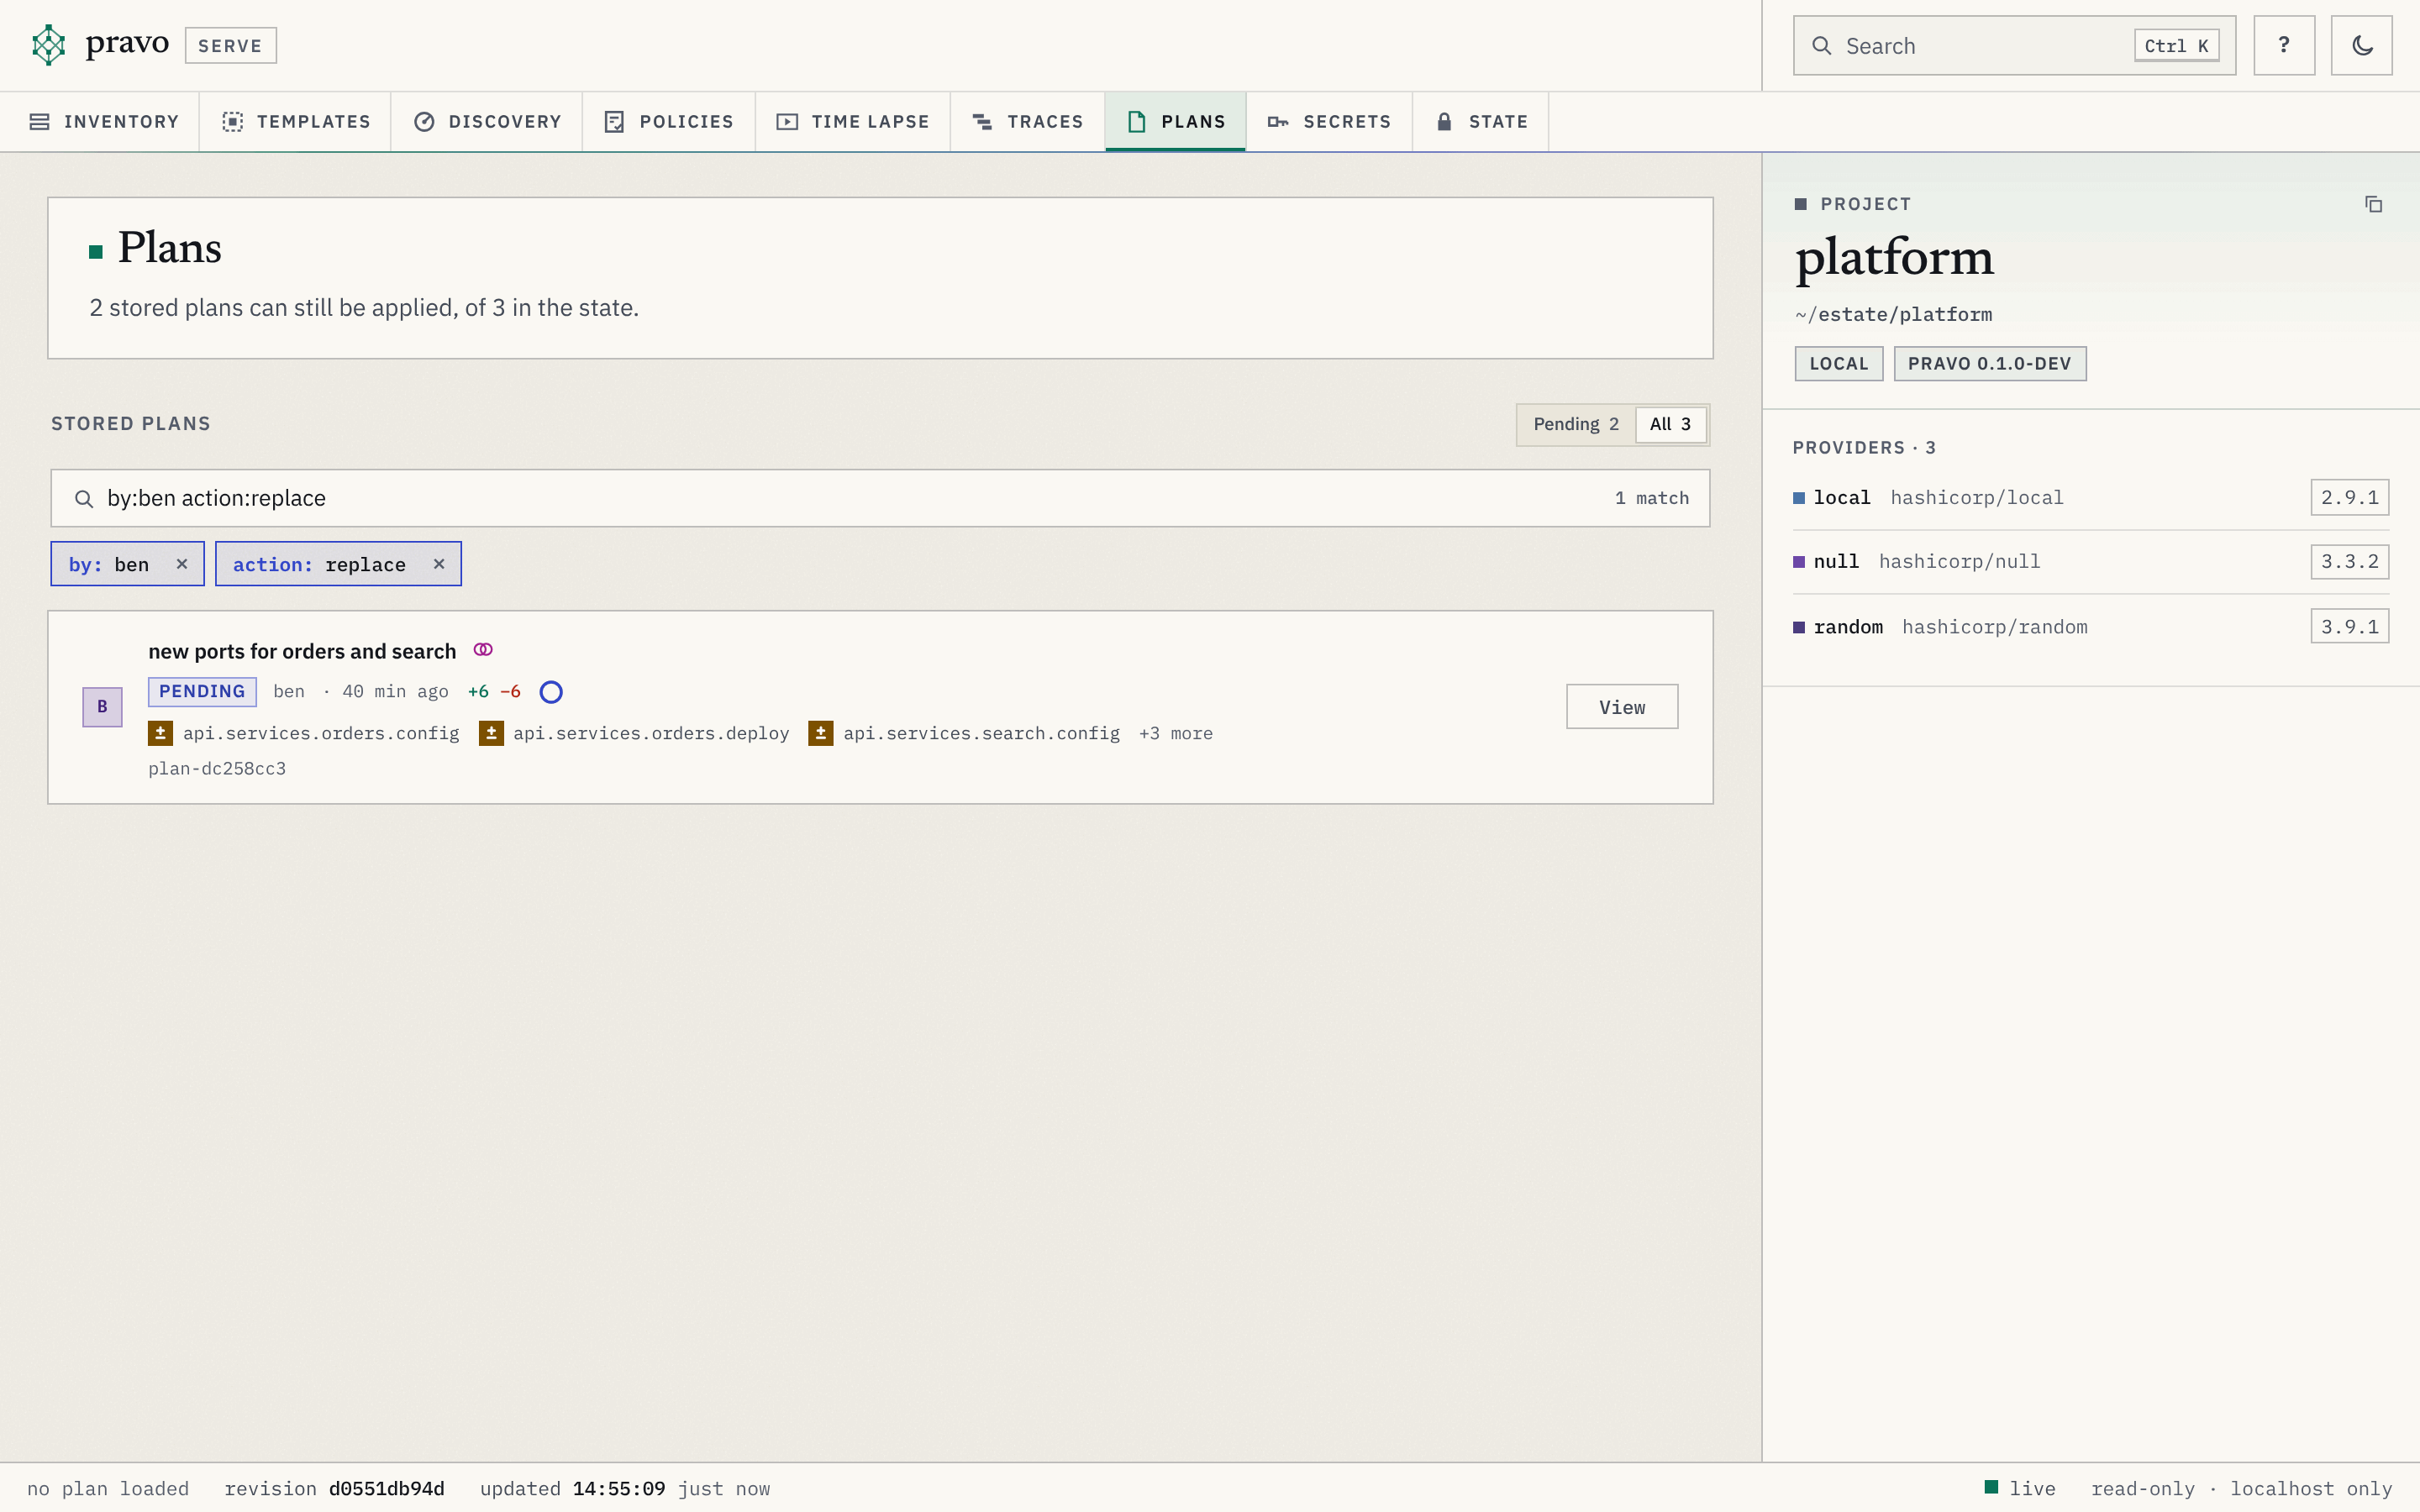 pravo SERVE
Search Ctrl K ?
INVENTORY TEMPLATES DISCOVERY POLICIES TIME LAPSE TRACES PLANS SECRETS STATE
Plans
2 stored plans can still be applied, of 3 in the state.
STORED PLANS Pending 2 All 3
by:ben action:replace 1 match
by: ben × action: replace ×
new ports for orders and search
B
PENDING ben · 40 min ago +6 −6
api.services.orders.config api.services.orders.deploy api.services.search.config +3 more
plan-dc258cc3
View
PROJECT
platform
~/estate/platform
LOCAL PRAVO 0.1.0-DEV
PROVIDERS · 3
local hashicorp/local 2.9.1
null hashicorp/null 3.3.2
random hashicorp/random 3.9.1
no plan loaded revision d0551db94d updated 14:55:09 just now
live read-only · localhost only